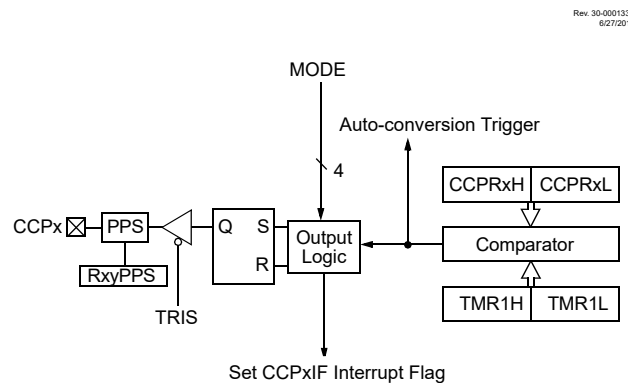 Rev. 30-000133
6/27/201
MODE
Auto-conversion Trigger
4
CCPRxH CCPRxL
CCPx PPS Q S Output Logic Comparator
R
RxyPPS
TMR1H TMR1L
TRIS
Set CCPxIF Interrupt Flag